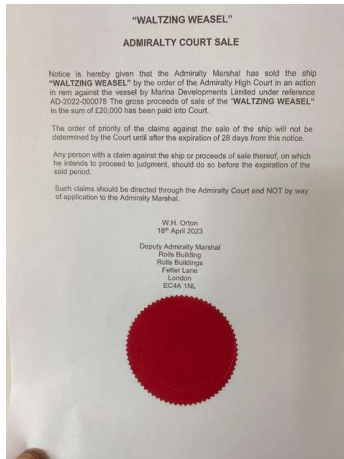 "WALTZING WEASEL"
ADMIRALTY COURT SALE
Notice is hereby given that the Admiralty Marshal has sold the ship
"WALTZING WEASEL" by the order of the Admiralty High Court in an action
in rem against the vessel by Marina Developments Limited under reference
AD-2022-000078 The gross proceeds of sale of the "WALTZING WEASEL"
in the sum of £20,000 has been paid into Court.
The order of priority of the claims against the sale of the ship will not be
determined by the Court until after the expiration of 28 days from this notice.
Any person with a claim against the ship or proceeds of sale thereof, on which
he intends to proceed to judgment, should do so before the expiration of the
said period.
Such claims should be directed through the Admiralty Court and NOT by way
of application to the Admiralty Marshal.
W.H. Orton
18th April 2023
Deputy Admiralty Marshal
Rolls Building
Rolls Buildings
Fetter Lane
London
EC4A 1NL